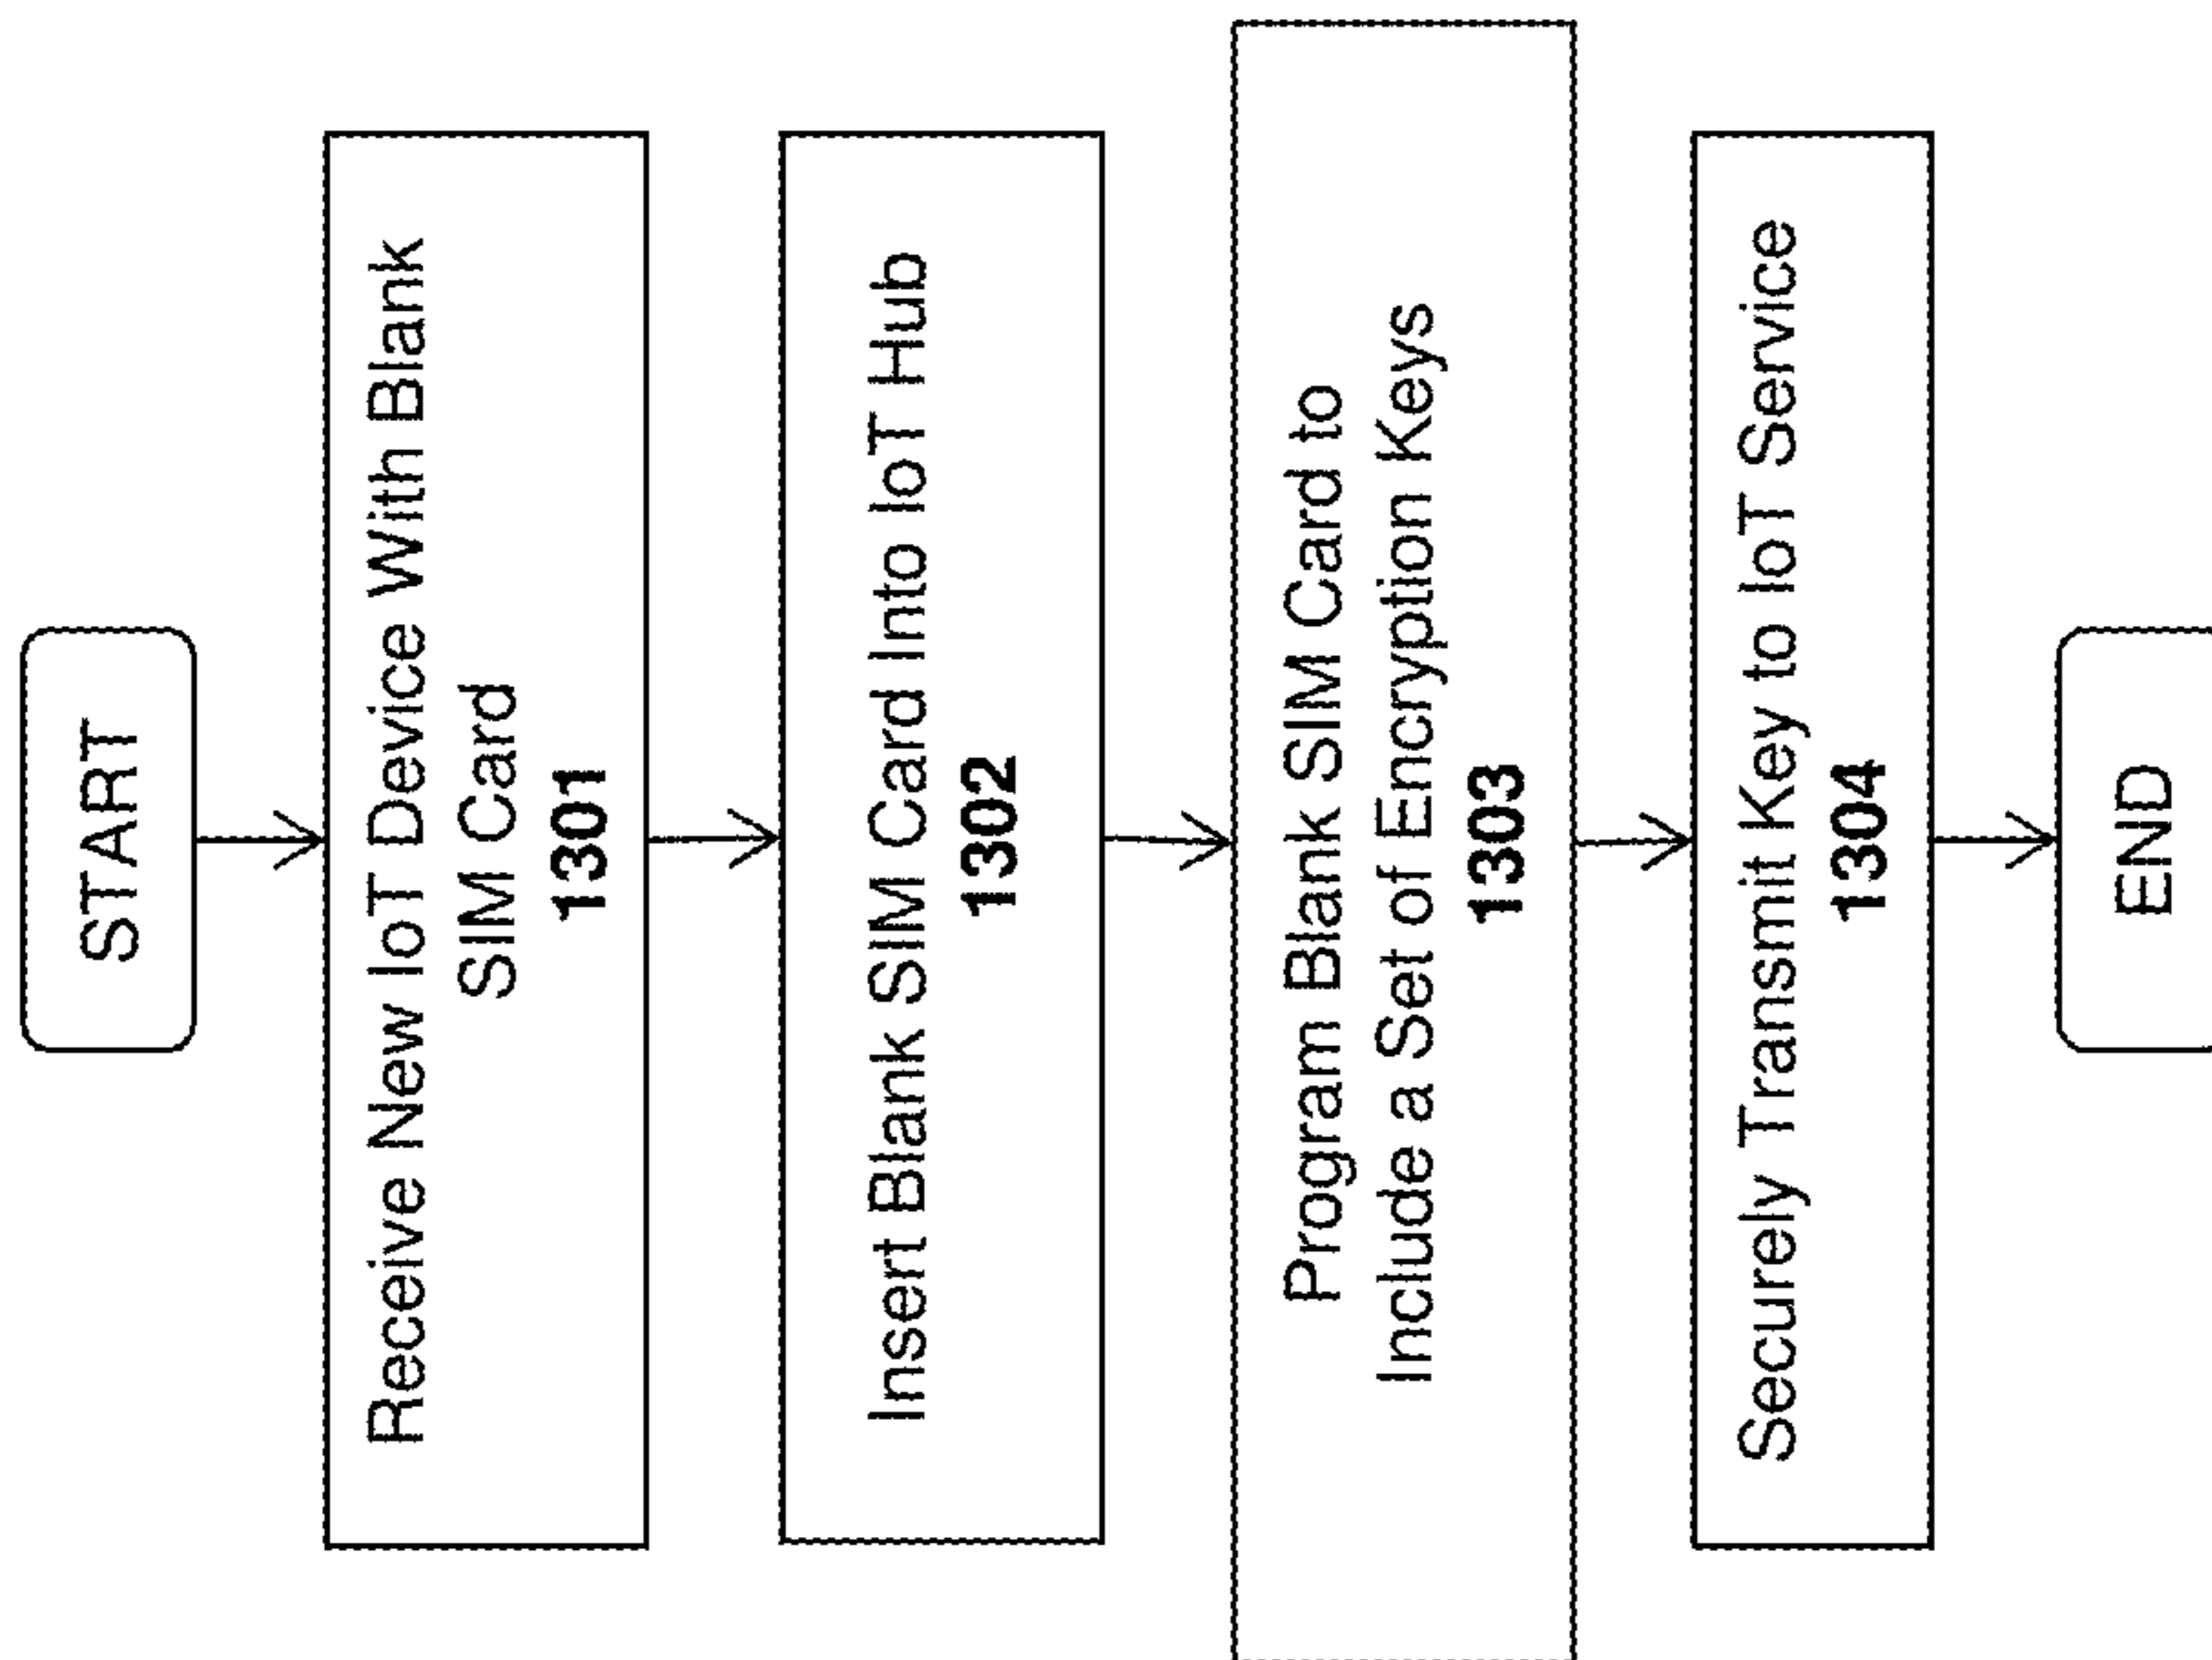 START
Receive New IoT Device With Blank
SIM Card
1301
Insert Blank SIM Card Into IoT Hub
1302
Program Blank SIM Card to
Include a Set of Encryption Keys
1303
Securely Transmit Key to IoT Service
1304
END